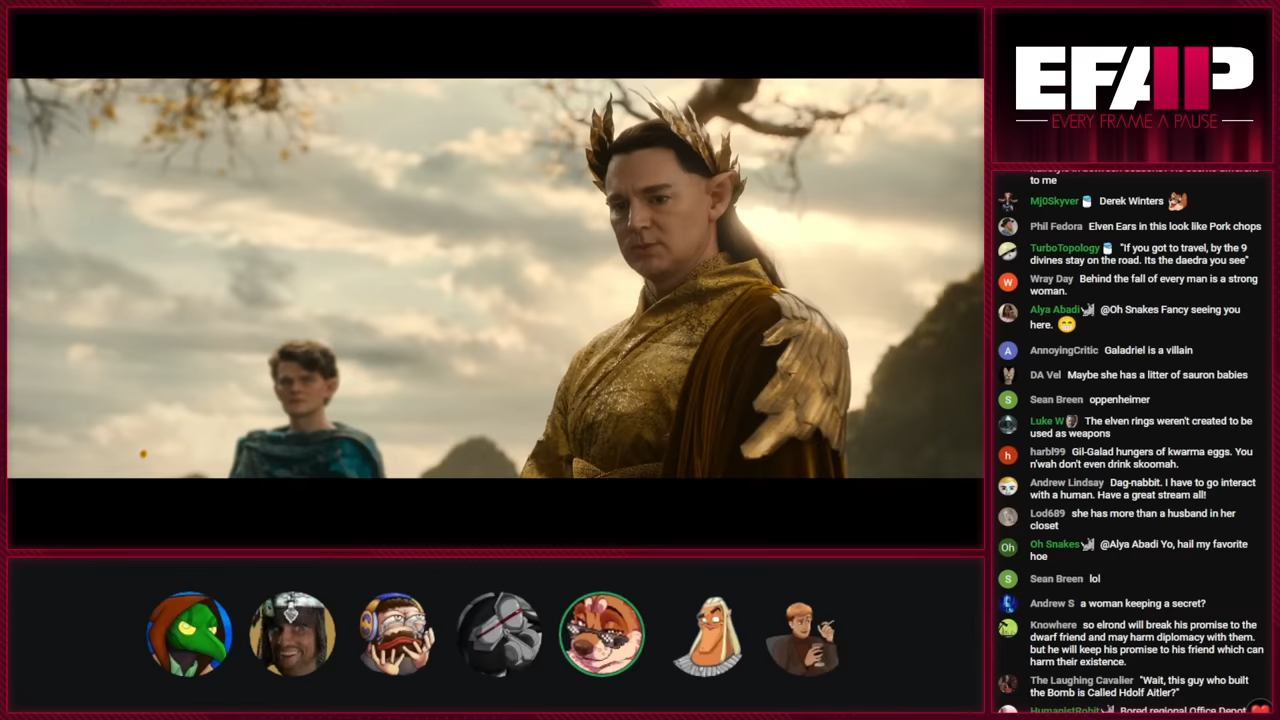 EFAP
EVERY FRAME A PAUSE
to me
Mj0Skyver Derek Winters
Phil Fedora Elven Ears in this look like Pork chops
TurboTopology "If you got to travel, by the 9
divines stay on the road. Its the daedra you see"
W Wray Day Behind the fall of every man is a strong
woman.
Alya Abadi @Oh Snakes Fancy seeing you
here.
A AnnoyingCritic Galadriel is a villain
DA Vel Maybe she has a litter of sauron babies
S Sean Breen oppenheimer
Luke W The elven rings weren't created to be
used as weapons
h harbl99 Gil-Galad hungers of kwarma eggs. You
n'wah don't even drink skoomah.
Andrew Lindsay Dag-nabbit. I have to go interact
with a human. Have a great stream all!
Lod689 she has more than a husband in her
closet
Oh Oh Snakes @Alya Abadi Yo, hail my favorite
hoe
S Sean Breen lol
Andrew S a woman keeping a secret?
Knowhere so elrond will break his promise to the
dwarf friend and may harm diplomacy with them.
but he will keep his promise to his friend which can
harm their existence.
The Laughing Cavalier "Wait, this guy who built
the Bomb is Called Hdolf Aitler?"
HumanistRobit Bored regional Office Depot